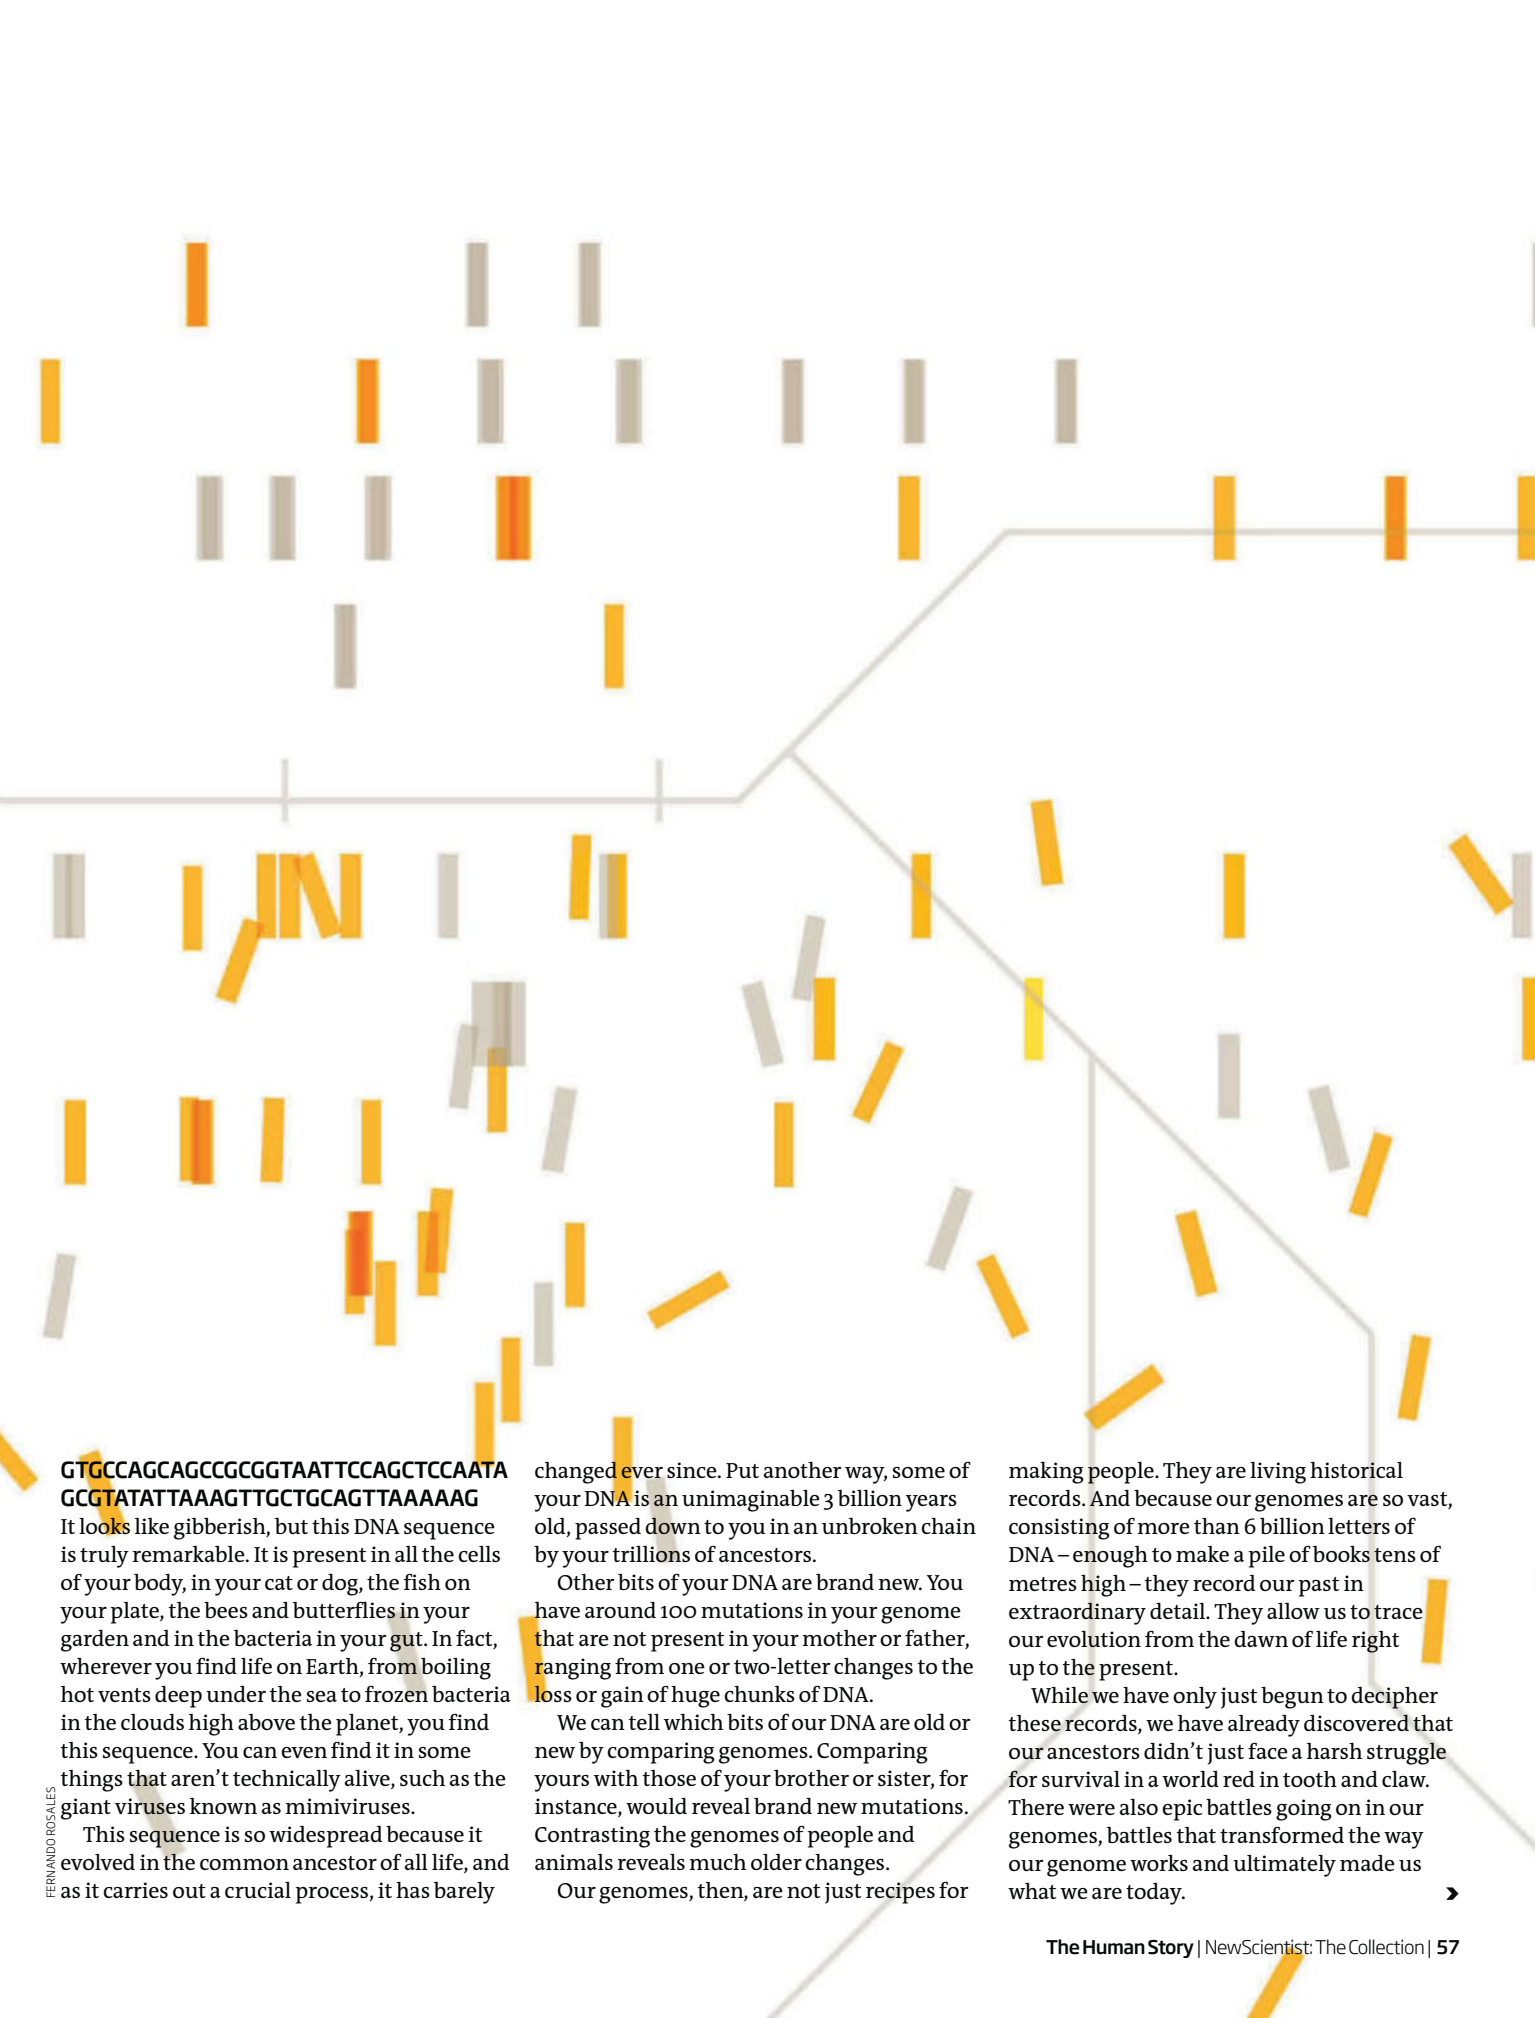 GTGCCAGCAGCCGCGGTAATTCCAGCTCCAATA
GCGTATATTAAAGTTGCTGCAGTTAAAAAG
It looks like gibberish, but this DNA sequence
is truly remarkable. It is present in all the cells
of your body, in your cat or dog, the fish on
your plate, the bees and butterflies in your
garden and in the bacteria in your gut. In fact,
wherever you find life on Earth, from boiling
hot vents deep under the sea to frozen bacteria
in the clouds high above the planet, you find
this sequence. You can even find it in some
things that aren't technically alive, such as the
giant viruses known as mimiviruses.
This sequence is so widespread because it
evolved in the common ancestor of all life, and
as it carries out a crucial process, it has barely
changed ever since. Put another way, some of
your DNA is an unimaginable 3 billion years
old, passed down to you in an unbroken chain
by your trillions of ancestors.
Other bits of your DNA are brand new. You
have around 100 mutations in your genome
that are not present in your mother or father,
ranging from one or two-letter changes to the
loss or gain of huge chunks of DNA.
We can tell which bits of our DNA are old or
new by comparing genomes. Comparing
yours with those of your brother or sister, for
instance, would reveal brand new mutations.
Contrasting the genomes of people and
animals reveals much older changes.
Our genomes, then, are not just recipes for
making people. They are living historical
records. And because our genomes are so vast,
consisting of more than 6 billion letters of
DNA – enough to make a pile of books tens of
metres high – they record our past in
extraordinary detail. They allow us to trace
our evolution from the dawn of life right
up to the present.
While we have only just begun to decipher
these records, we have already discovered that
our ancestors didn't just face a harsh struggle
for survival in a world red in tooth and claw.
There were also epic battles going on in our
genomes, battles that transformed the way
our genome works and ultimately made us
what we are today.
FERNANDO ROSALES
The Human Story | NewScientist: The Collection | 57